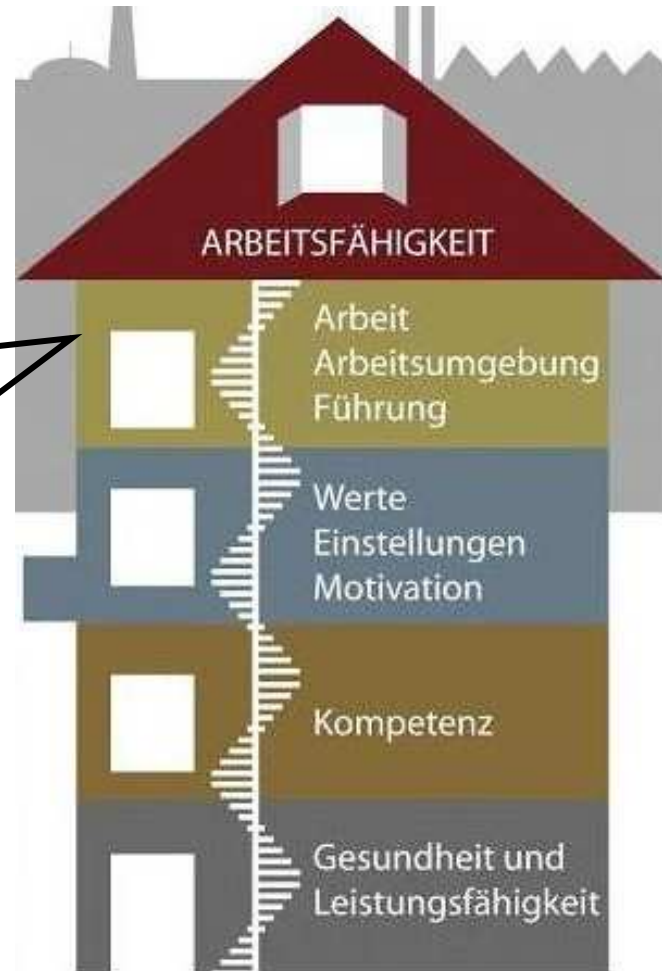 ARBEITSFÄHIGKEIT
Arbeit
Arbeitsumgebung
Führung
Werte
Einstellungen
Motivation
Kompetenz
Gesundheit und
Leistungsfähigkeit